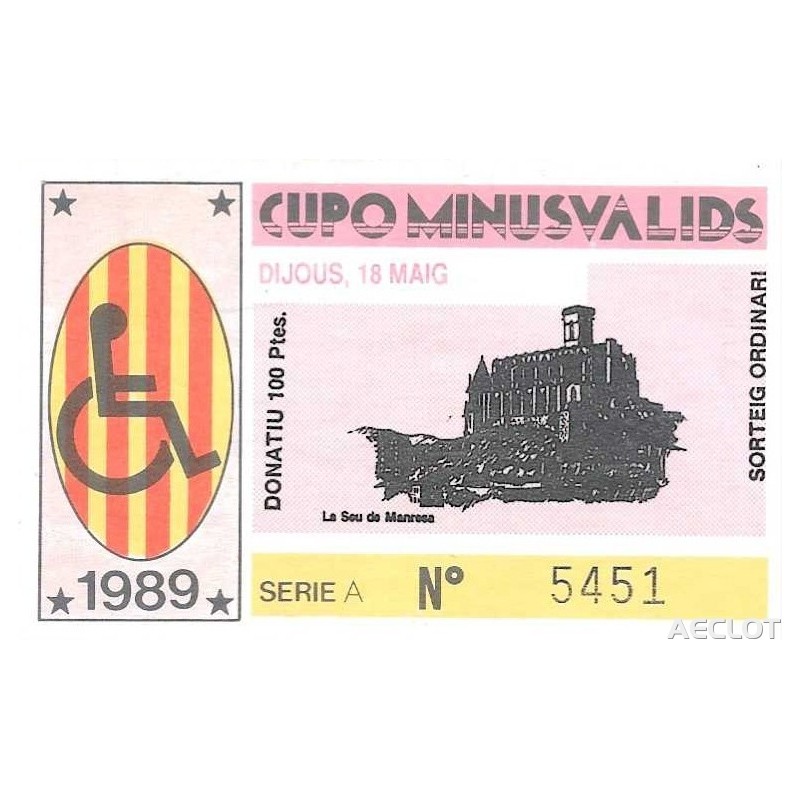 CUPO MINUSVALIDS
DIJOUS, 18 MAIG
DONATIU 100 Ptes.
SORTEIG ORDINARI
La Seu de Manresa
1989
SERIE A Nº 5451
AECLOT